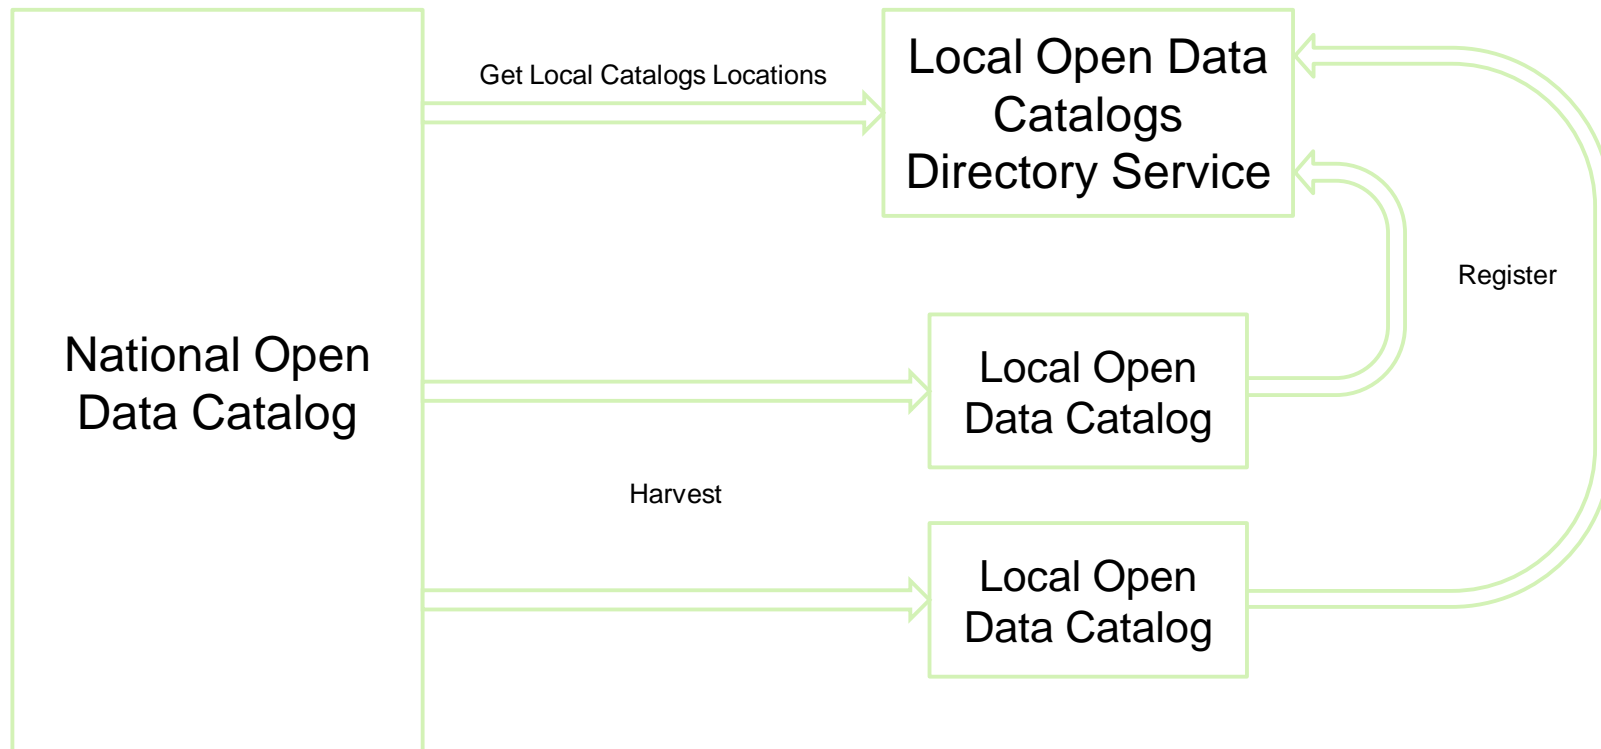 Get Local Catalogs Locations
Local Open Data
Catalogs
Directory Service
Register
National Open
Data Catalog
Local Open
Data Catalog
Harvest
Local Open
Data Catalog